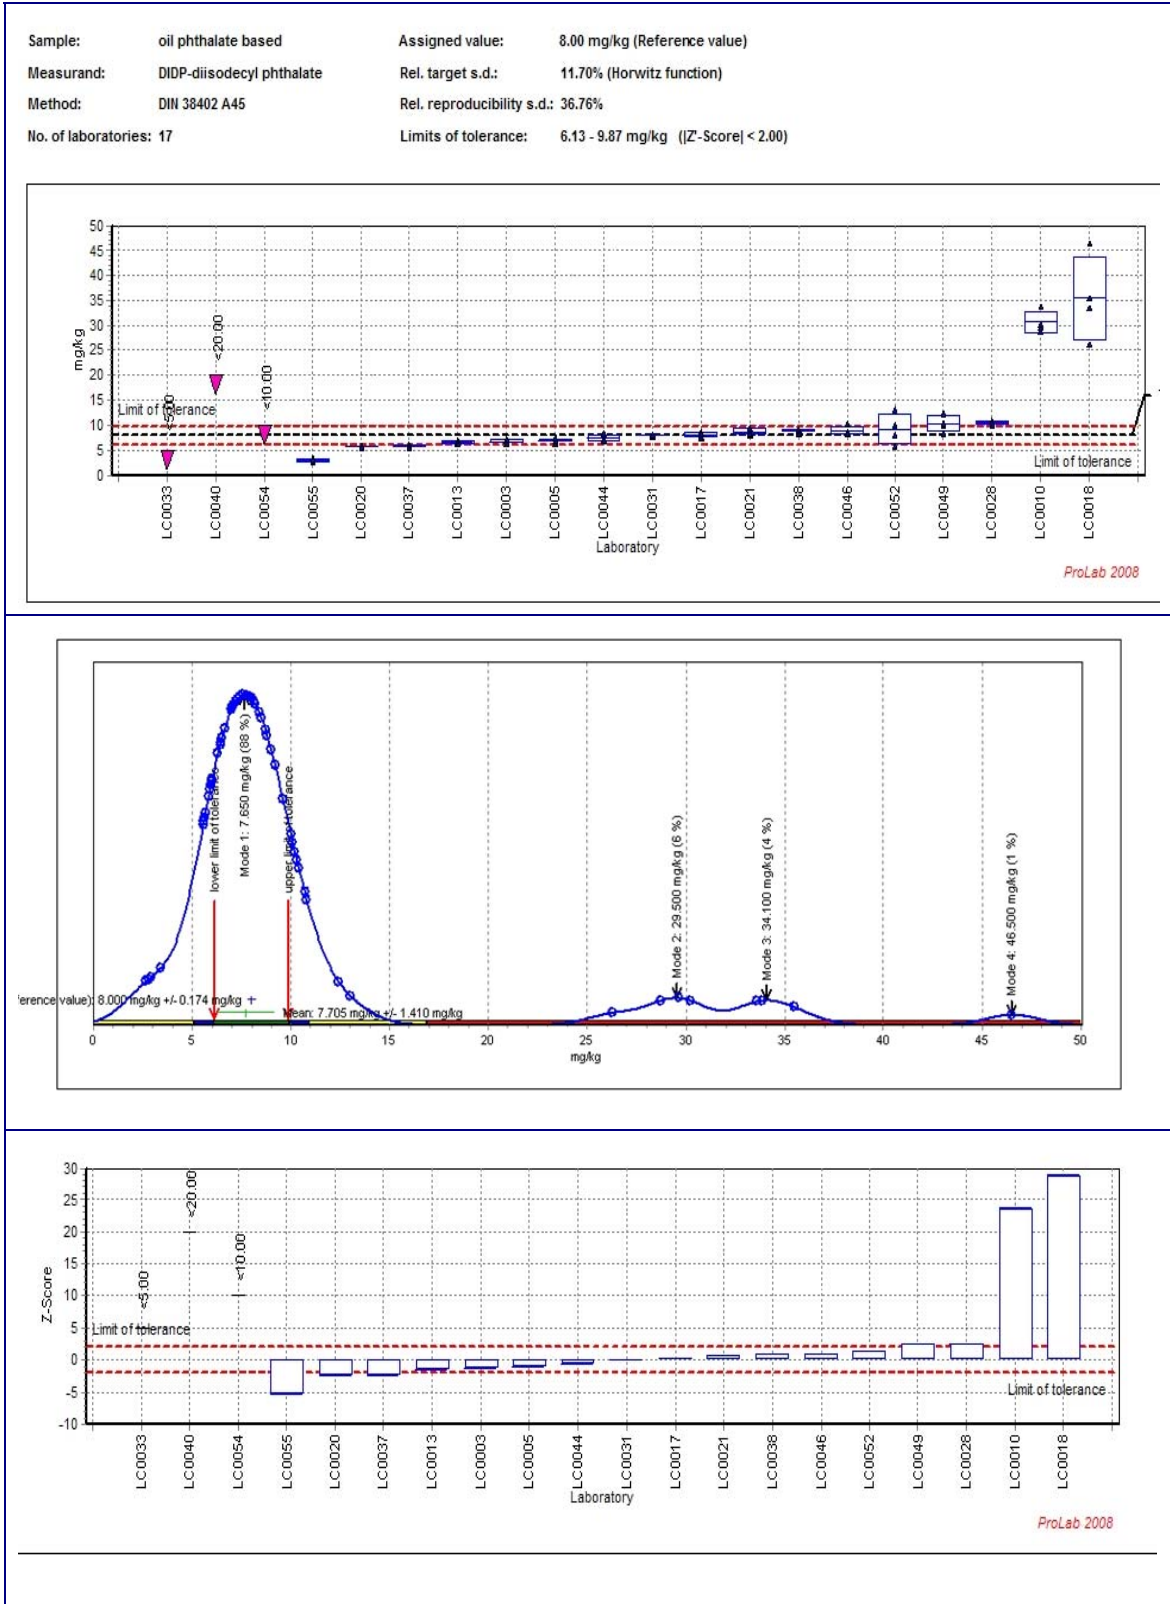 Sample: oil phthalate based Assigned value: 8.00 mg/kg (Reference value)
Measurand: DIDP-diisodecyl phthalate Rel. target s.d.: 11.70% (Horwitz function)
Method: DIN 38402 A45 Rel. reproducibility s.d.: 36.76%
No. of laboratories: 17 Limits of tolerance: 6.13 - 9.87 mg/kg (|Z'-Score| < 2.00)
50
45
40
35
30
25
20
15
10
5
0
mg/kg
<5.00
<20.00
<10.00
Limit of tolerance
Limit of tolerance
LC0033
LC0040
LC0054
LC0055
LC0020
LC0037
LC0013
LC0003
LC0005
LC0044
LC0031
LC0017
LC0021
LC0038
LC0046
LC0052
LC0049
LC0028
LC0010
LC0018
Laboratory
ProLab 2008
lower limit of tolerance
Mode 1: 7.650 mg/kg (88 %)
upper limit of tolerance
Mode 2: 29.500 mg/kg (6 %)
Mode 3: 34.100 mg/kg (4 %)
Mode 4: 46.500 mg/kg (1 %)
ference value): 8.000 mg/kg +/- 0.174 mg/kg
Mean: 7.705 mg/kg +/- 1.410 mg/kg
0 5 10 15 20 25 30 35 40 45 50
mg/kg
30
25
20
15
10
5
0
-5
-10
Z-Score
<5.00
<20.00
<10.00
Limit of tolerance
Limit of tolerance
LC0033
LC0040
LC0054
LC0055
LC0020
LC0037
LC0013
LC0003
LC0005
LC0044
LC0031
LC0017
LC0021
LC0038
LC0046
LC0052
LC0049
LC0028
LC0010
LC0018
Laboratory
ProLab 2008